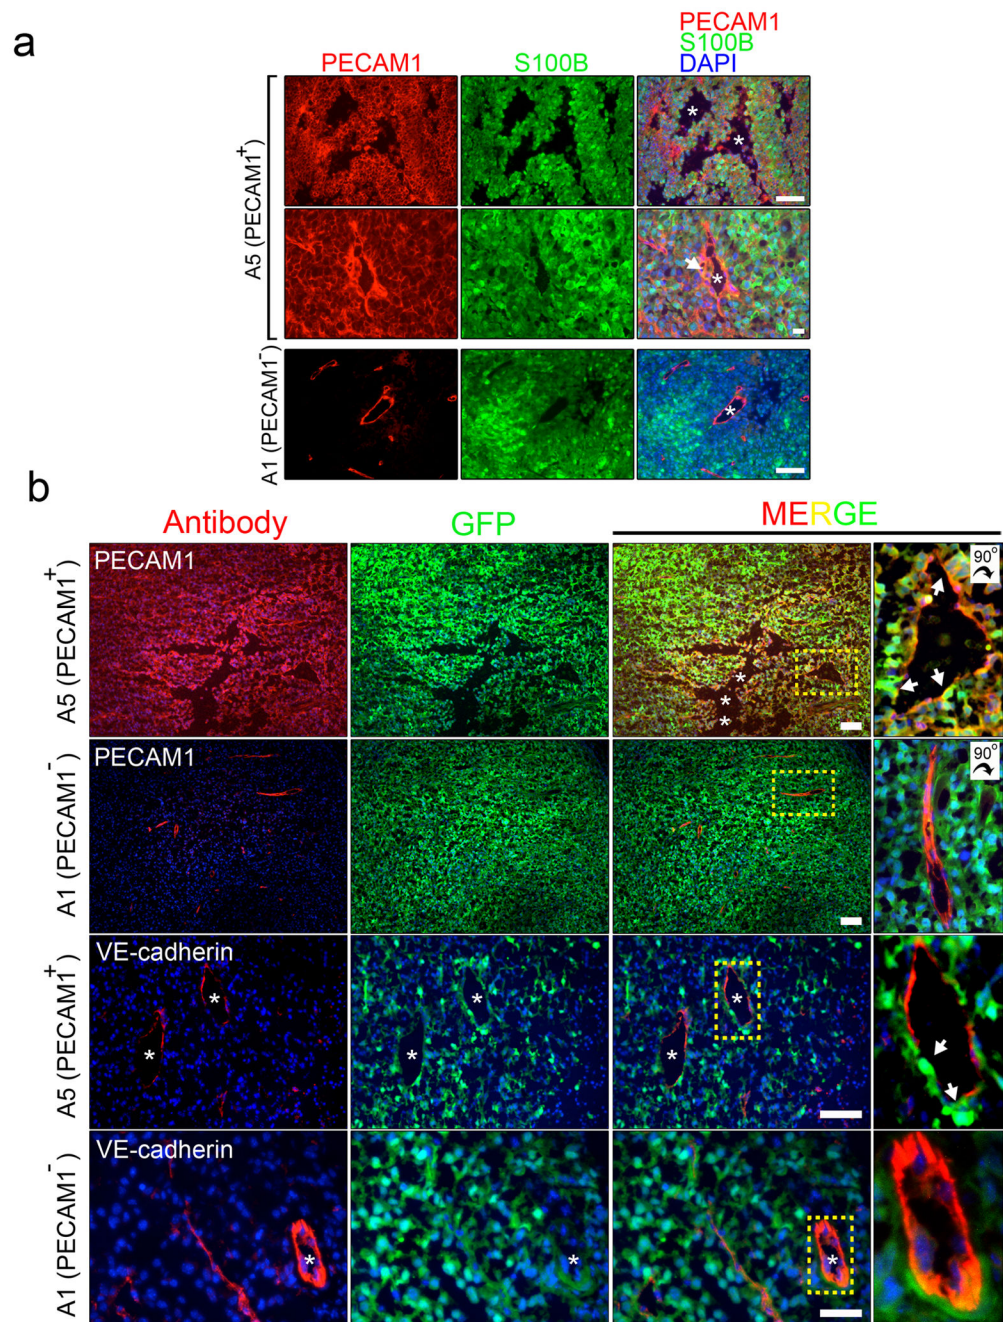 a
PECAM1
S100B
PECAM1
S100B
DAPI
A5 (PECAM1+)
A1 (PECAM1-)
b
Antibody
GFP
MERGE
A5 (PECAM1+)
PECAM1
90°
A1 (PECAM1-)
PECAM1
90°
A5 (PECAM1+)
VE-cadherin
A1 (PECAM1-)
VE-cadherin